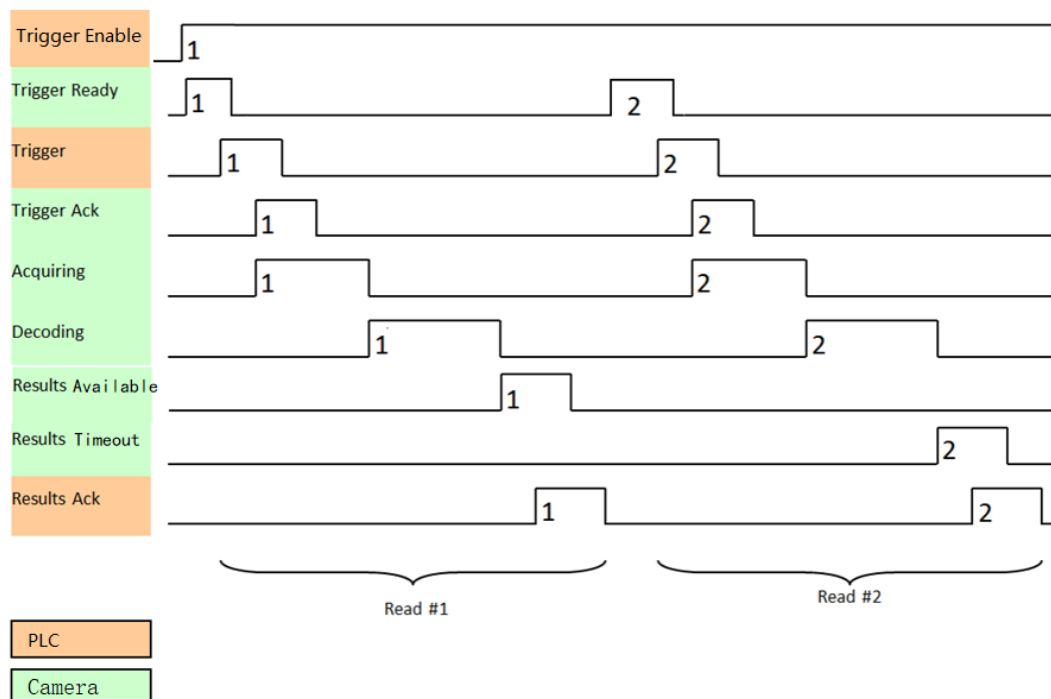 Trigger Enable
1
Trigger Ready
1
2
Trigger
1
2
Trigger Ack
1
2
Acquiring
1
2
Decoding
1
2
Results Available
1
Results Timeout
2
Results Ack
1
2
Read #1
Read #2
PLC
Camera